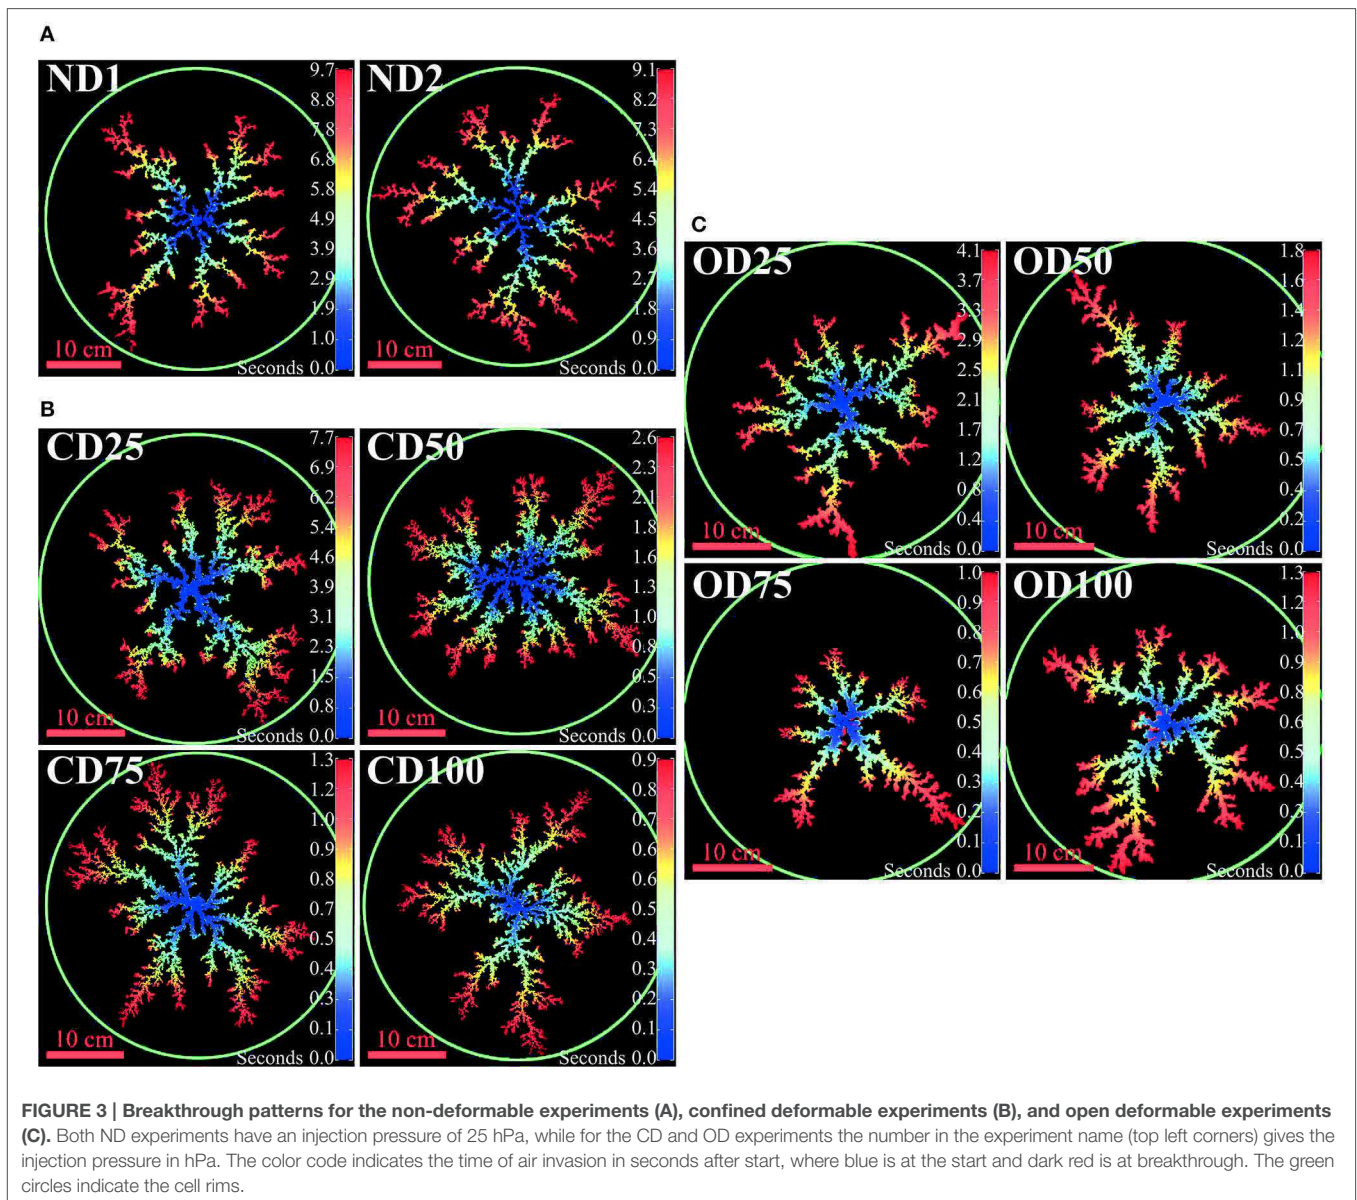 A
ND1
9.7
8.8
7.8
6.8
5.8
4.9
3.9
2.9
1.9
1.0
10 cm
Seconds 0.0
ND2
9.1
8.2
7.3
6.4
5.4
4.5
3.6
2.7
1.8
0.9
10 cm
Seconds 0.0
B
CD25
7.7
6.9
6.2
5.4
4.6
3.9
3.1
2.3
1.5
0.8
10 cm
Seconds 0.0
CD50
2.6
2.3
2.1
1.8
1.6
1.3
1.0
0.8
0.5
0.3
10 cm
Seconds 0.0
CD75
1.3
1.2
1.0
0.9
0.8
0.7
0.5
0.4
0.3
0.1
10 cm
Seconds 0.0
CD100
0.9
0.8
0.7
0.6
0.6
0.5
0.4
0.3
0.2
0.1
10 cm
Seconds 0.0
C
OD25
4.1
3.7
3.3
2.9
2.5
2.1
1.7
1.2
0.8
0.4
10 cm
Seconds 0.0
OD50
1.8
1.6
1.4
1.2
1.1
0.9
0.7
0.5
0.4
0.2
10 cm
Seconds 0.0
OD75
1.0
0.9
0.8
0.7
0.6
0.5
0.4
0.3
0.2
0.1
10 cm
Seconds 0.0
OD100
1.3
1.2
1.0
0.9
0.8
0.6
0.5
0.4
0.3
0.1
10 cm
Seconds 0.0
FIGURE 3 | Breakthrough patterns for the non-deformable experiments (A), confined deformable experiments (B), and open deformable experiments
(C). Both ND experiments have an injection pressure of 25 hPa, while for the CD and OD experiments the number in the experiment name (top left corners) gives the
injection pressure in hPa. The color code indicates the time of air invasion in seconds after start, where blue is at the start and dark red is at breakthrough. The green
circles indicate the cell rims.